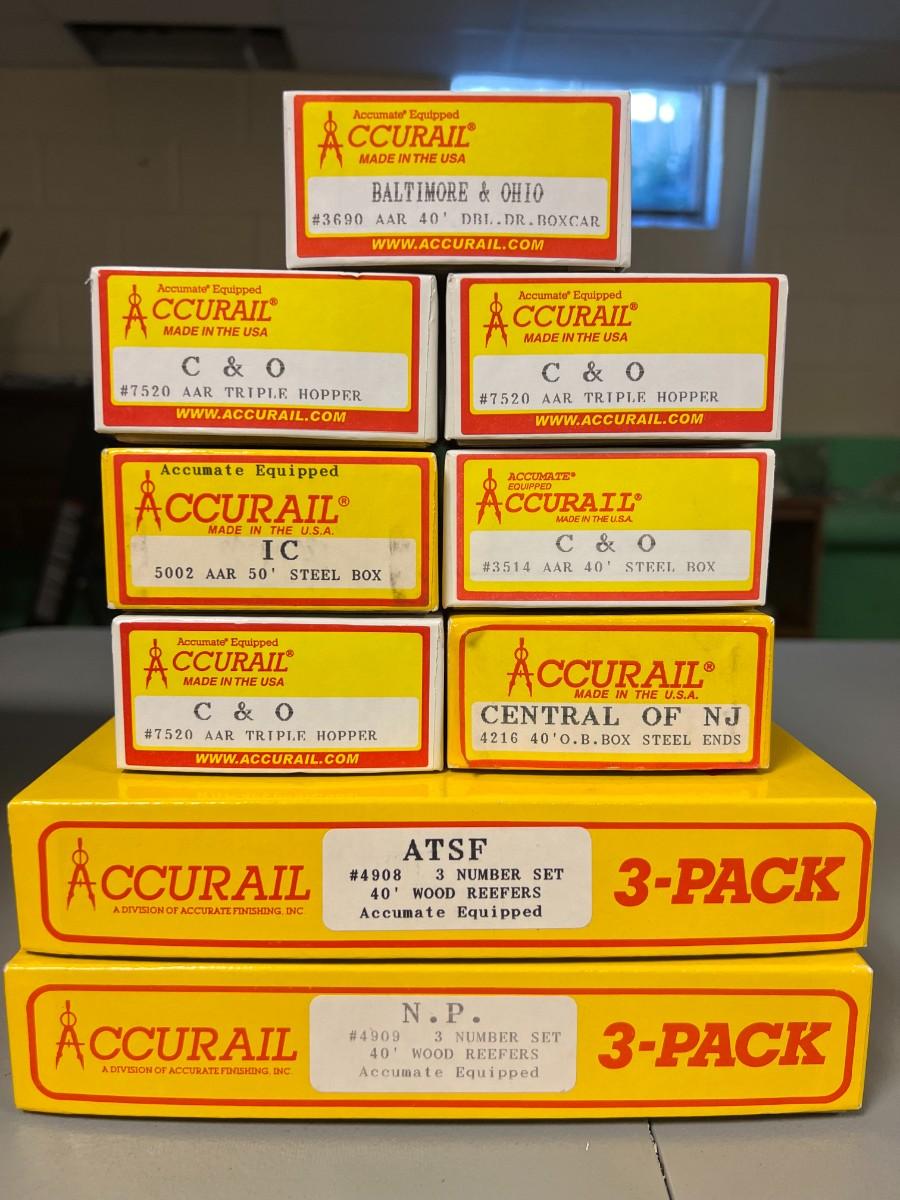 Accumate® Equipped
ACCURAIL®
MADE IN THE USA
BALTIMORE & OHIO
#3690 AAR 40' DBL.DR.BOXCAR
WWW.ACCURAIL.COM
Accumate® Equipped
ACCURAIL®
MADE IN THE USA
C & O
#7520 AAR TRIPLE HOPPER
WWW.ACCURAIL.COM
Accumate® Equipped
ACCURAIL®
MADE IN THE USA
C & O
#7520 AAR TRIPLE HOPPER
WWW.ACCURAIL.COM
Accumate Equipped
ACCURAIL®
MADE IN THE U.S.A.
IC
5002 AAR 50' STEEL BOX
ACCUMATE®
EQUIPPED
ACCURAIL®
MADE IN THE U.S.A.
C & O
#3514 AAR 40' STEEL BOX
Accumate® Equipped
ACCURAIL®
MADE IN THE USA
C & O
#7520 AAR TRIPLE HOPPER
WWW.ACCURAIL.COM
ACCURAIL®
MADE IN THE U.S.A.
CENTRAL OF NJ
4216 40'O.B.BOX STEEL ENDS
ACCURAIL
A DIVISION OF ACCURATE FINISHING, INC.
ATSF
#4908 3 NUMBER SET
40' WOOD REEFERS
Accumate Equipped
3-PACK
ACCURAIL
A DIVISION OF ACCURATE FINISHING, INC.
N.P.
#4909 3 NUMBER SET
40' WOOD REEFERS
Accumate Equipped
3-PACK